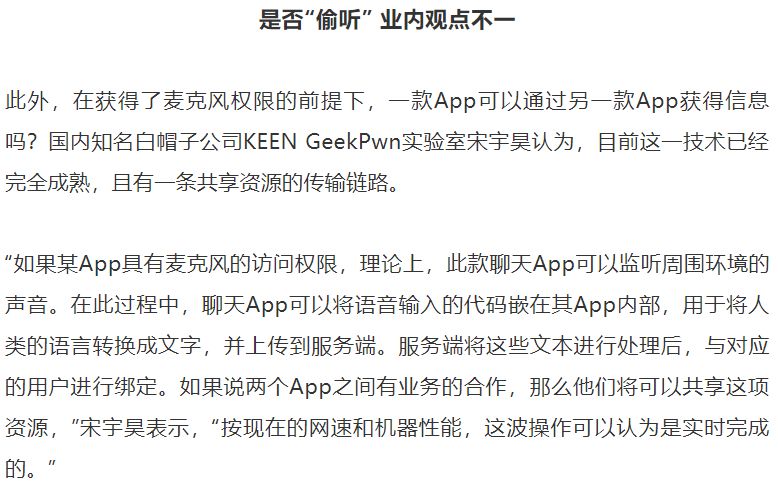 是否“偷听” 业内观点不一
此外，在获得了麦克风权限的前提下，一款App可以通过另一款App获得信息
吗？国内知名白帽子公司KEEN GeekPwn实验室宋宇昊认为，目前这一技术已经
完全成熟，且有一条共享资源的传输链路。
“如果某App具有麦克风的访问权限，理论上，此款聊天App可以监听周围环境的
声音。在此过程中，聊天App可以将语音输入的代码嵌在其App内部，用于将人
类的语言转换成文字，并上传到服务端。服务端将这些文本进行处理后，与对应
的用户进行绑定。如果说两个App之间有业务的合作，那么他们将可以共享这项
资源，”宋宇昊表示，“按现在的网速和机器性能，这波操作可以认为是实时完成
的。”